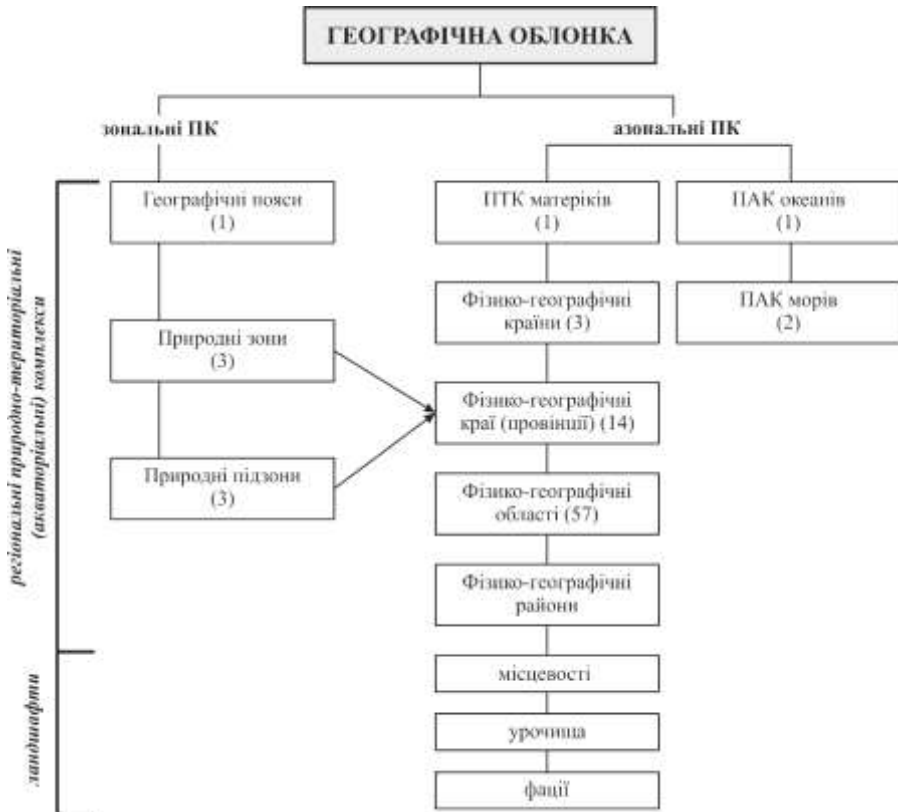 ГЕОГРАФІЧНА ОБЛОНКА
зональні ПК
азональні ПК
Географічні пояси
(1)
ПТК матеріків
(1)
ПАК океанів
(1)
Фізико-географічні
країни (3)
ПАК морів
(2)
Природні зони
(3)
Фізико-географічні
краї (провінції) (14)
Природні підзони
(3)
Фізико-географічні
області (57)
Фізико-географічні
райони
місцевості
урочища
фації
регіональні природно-територіальні
(акваторіальні) комплекси
ландшафти